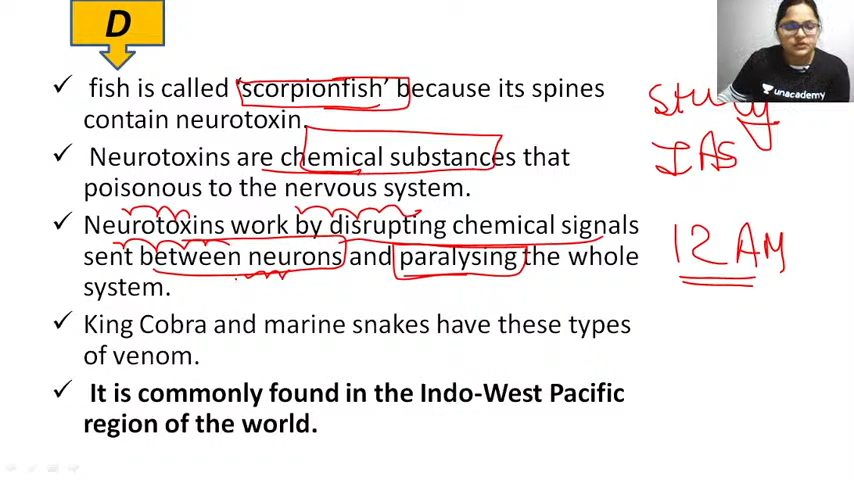 D
✓ fish is called ‘scorpionfish’ because its spines
contain neurotoxin.
✓ Neurotoxins are chemical substances that
poisonous to the nervous system.
✓ Neurotoxins work by disrupting chemical signals
sent between neurons and paralysing the whole
system.
✓ King Cobra and marine snakes have these types
of venom.
✓ It is commonly found in the Indo-West Pacific
region of the world.
unacademy
Study
IAS
12 AM